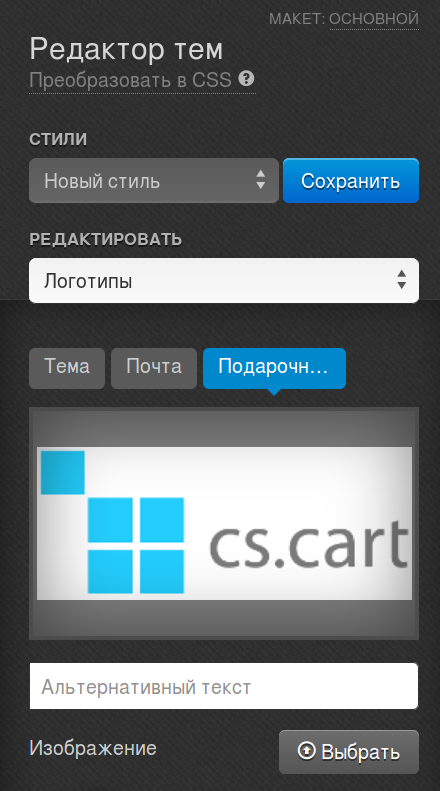 МАКЕТ: ОСНОВНОЙ
Редактор тем
Преобразовать в CSS ?
СТИЛИ
Новый стиль Сохранить
РЕДАКТИРОВАТЬ
Логотипы
Тема Почта Подарочн...
cs.cart
Альтернативный текст
Изображение Выбрать